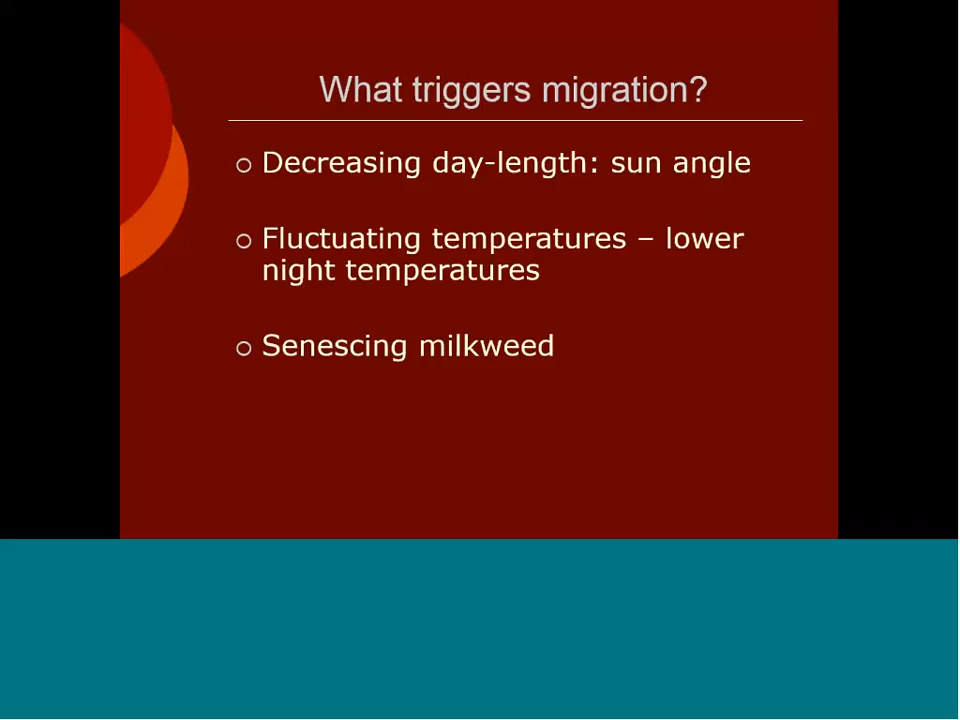 What triggers migration?
Decreasing day-length: sun angle
Fluctuating temperatures – lower
night temperatures
Senescing milkweed